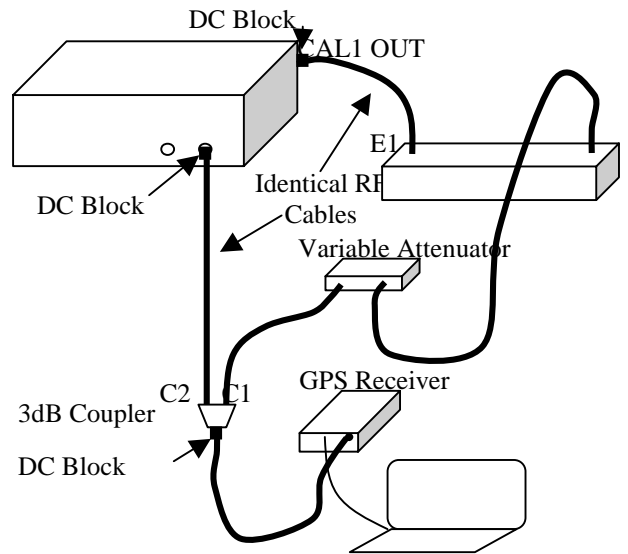 DC Block
CAL1 OUT
E1
Identical RF
Cables
DC Block
Variable Attenuator
GPS Receiver
C2 C1
3dB Coupler
DC Block